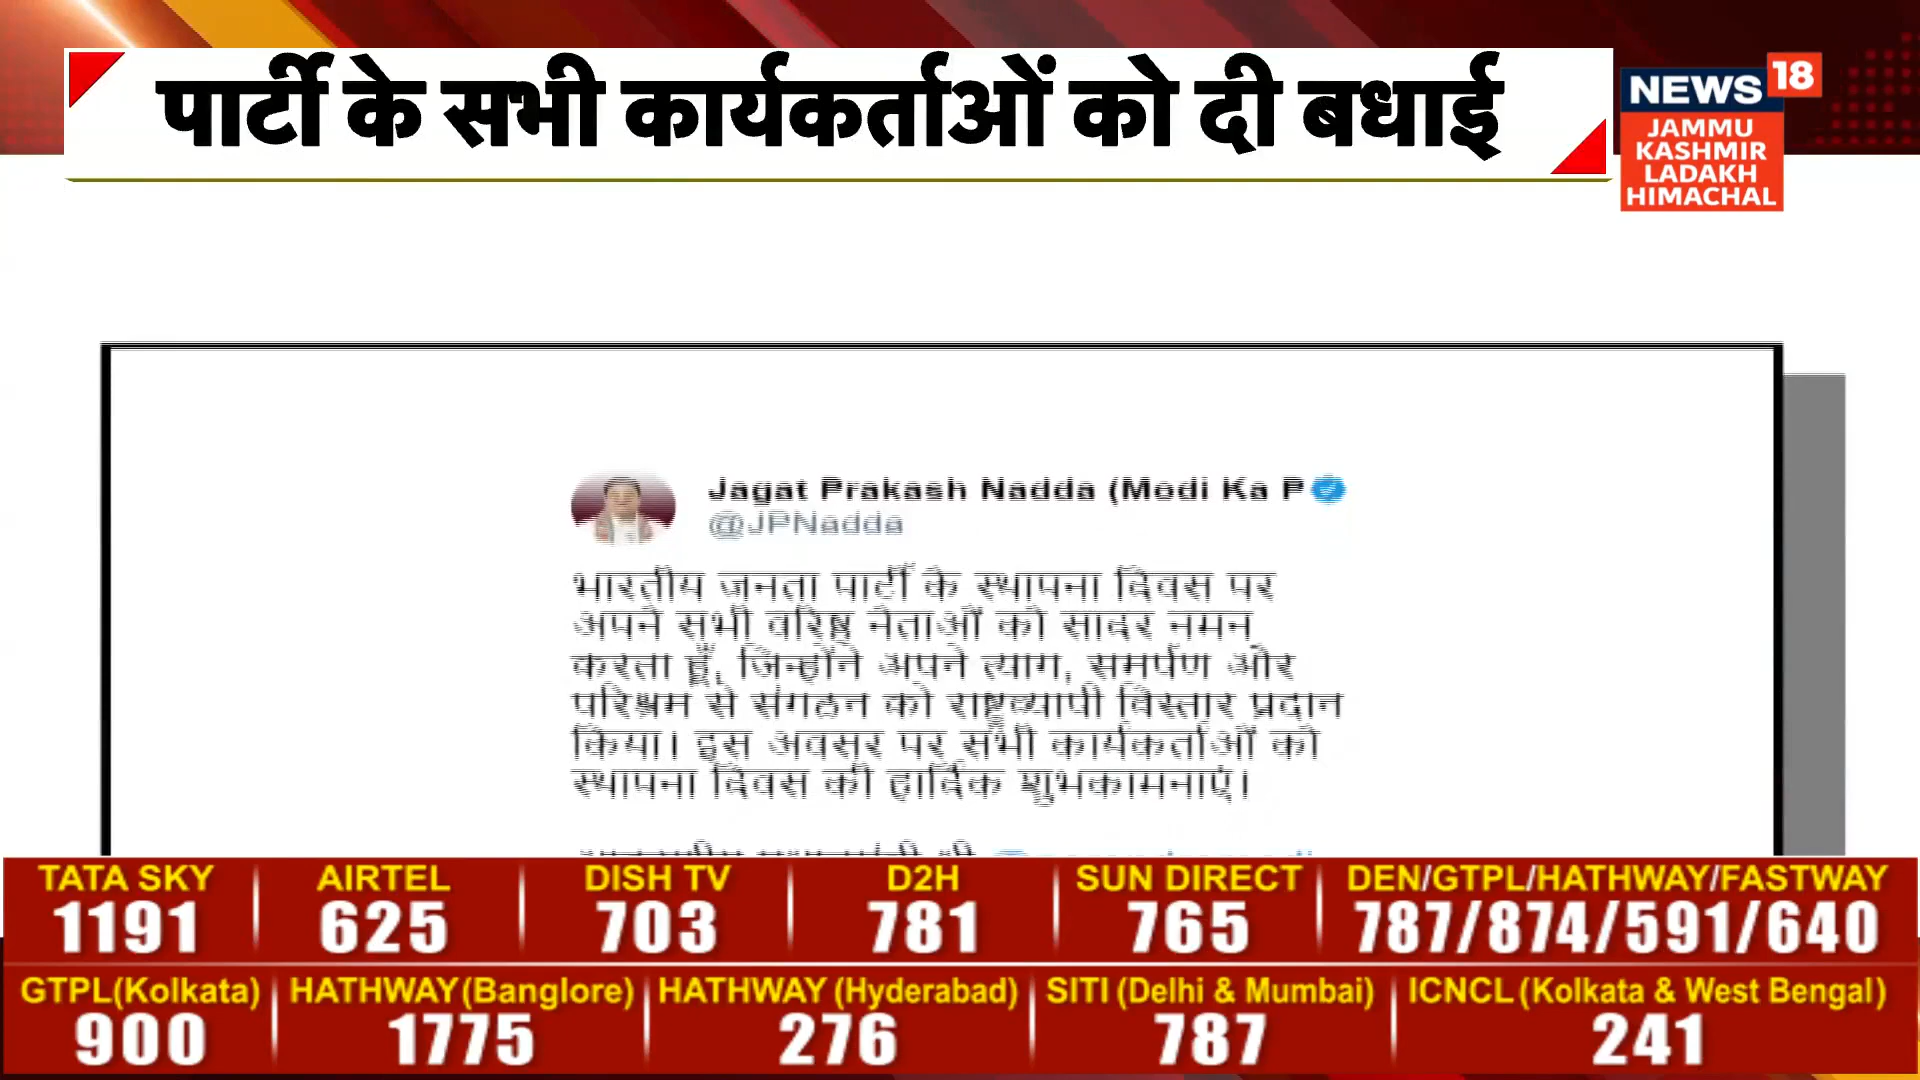 पार्टी के सभी कार्यकर्ताओं को दी बधाई
NEWS 18
JAMMU
KASHMIR
LADAKH
HIMACHAL
Jagat Prakash Nadda (Modi Ka P
@JPNadda
भारतीय जनता पार्टी के स्थापना दिवस पर
अपने सभी वरिष्ठ नेताओं को सादर नमन
करता हूँ, जिन्होंने अपने त्याग, समर्पण और
परिश्रम से संगठन को राष्ट्रव्यापी विस्तार प्रदान
किया। इस अवसर पर सभी कार्यकर्ताओं को
स्थापना दिवस की हार्दिक शुभकामनाएं।
TATA SKY AIRTEL DISH TV D2H SUN DIRECT DEN/GTPL/HATHWAY/FASTWAY
1191 625 703 781 765 787/874/591/640
GTPL(Kolkata) HATHWAY(Banglore) HATHWAY (Hyderabad) SITI (Delhi & Mumbai) ICNCL (Kolkata & West Bengal)
900 1775 276 787 241